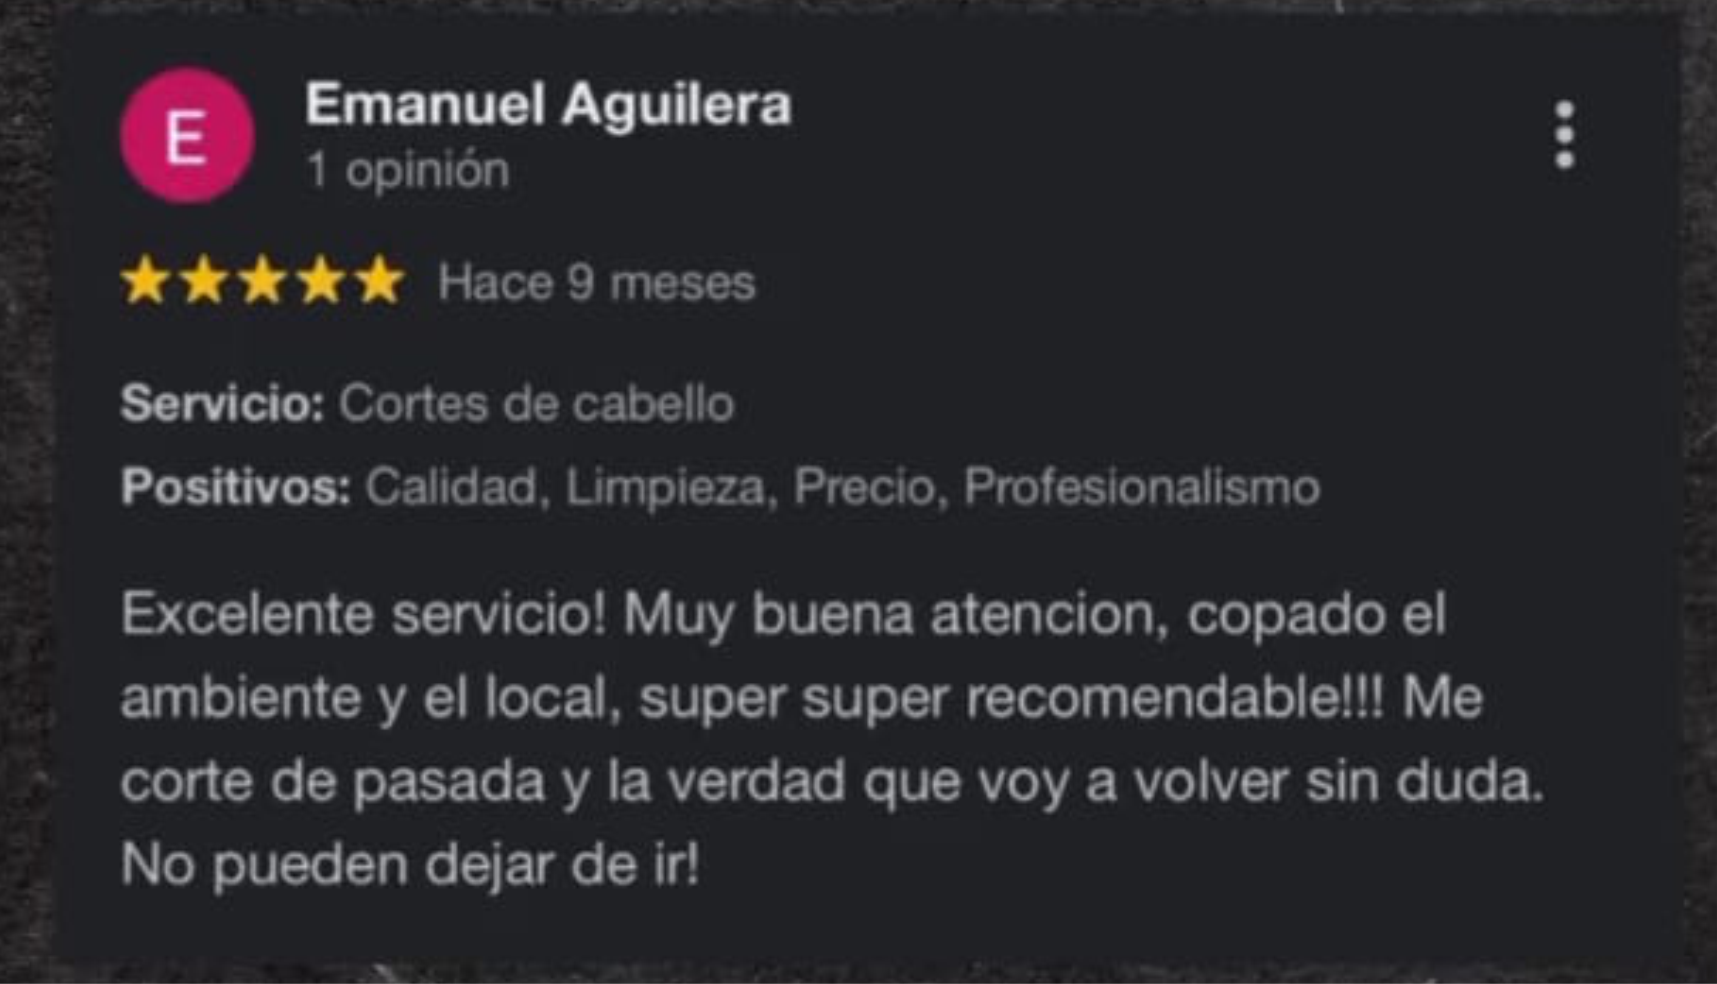 E
Emanuel Aguilera
1 opinión
Hace 9 meses
Servicio: Cortes de cabello
Positivos: Calidad, Limpieza, Precio, Profesionalismo
Excelente servicio! Muy buena atencion, copado el
ambiente y el local, super super recomendable!!! Me
corte de pasada y la verdad que voy a volver sin duda.
No pueden dejar de ir!